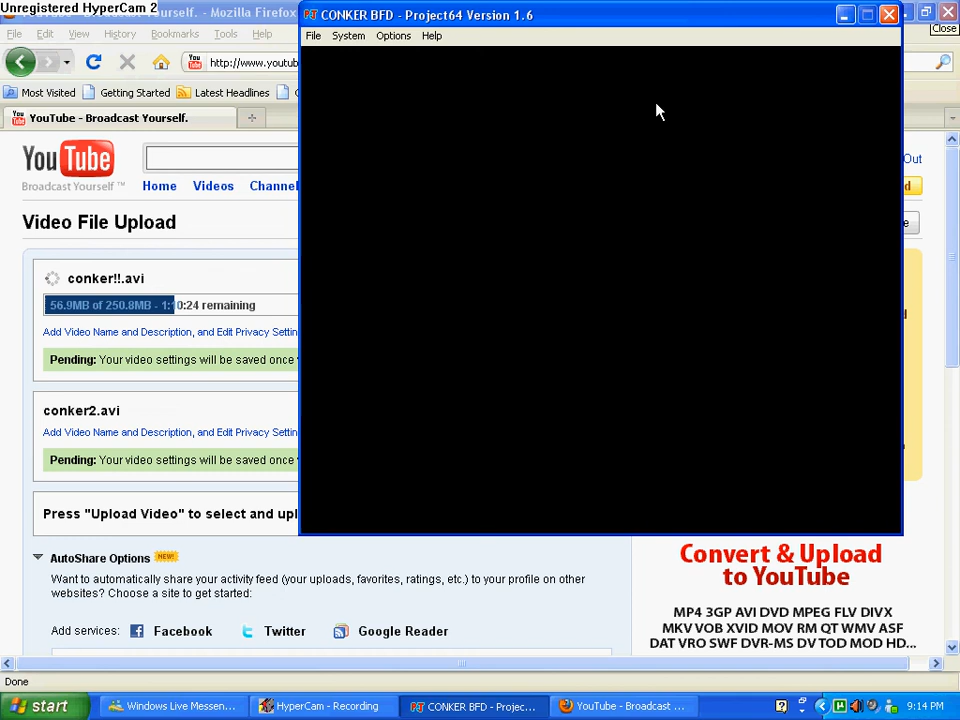 Unregistered HyperCam 2
Broadcast Yourself. - Mozilla Firefox
CONKER BFD - Project64 Version 1.6
Close
File Edit View History Bookmarks Tools Help
File System Options Help
http://www.youtub
Most Visited Getting Started Latest Headlines
YouTube - Broadcast Yourself.
YouTube
Broadcast Yourself ™
Out
Home Videos Channe
Video File Upload
conker!!.avi
56.9MB of 250.8MB - 1:10:24 remaining
Add Video Name and Description, and Edit Privacy Settin
Pending: Your video settings will be saved once
conker2.avi
Add Video Name and Description, and Edit Privacy Settin
Pending: Your video settings will be saved once
Press "Upload Video" to select and upl
AutoShare Options NEW!
Want to automatically share your activity feed (your uploads, favorites, ratings, etc.) to your profile on other
websites? Choose a site to get started:
Add services: Facebook Twitter Google Reader
Convert & Upload
to YouTube
MP4 3GP AVI DVD MPEG FLV DIVX
MKV VOB XVID MOV RM QT WMV ASF
DAT VRO SWF DVR-MS DV TOD MOD HD...
Done
start Windows Live Messen... HyperCam - Recording CONKER BFD - Projec... YouTube - Broadcast ... 9:14 PM